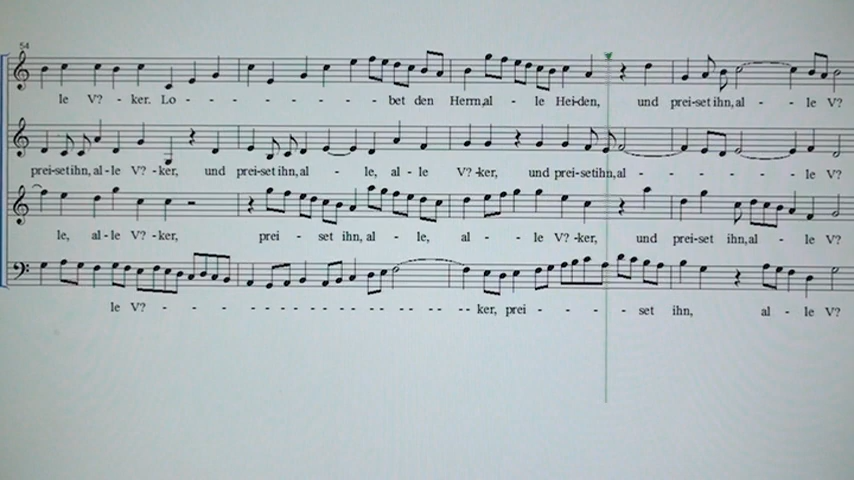 54
le V? - ker. Lo - - - - - - - - - bet den Herrn, al - le Heiden, und prei-set ihn, al - - le V?
prei-set ihn, al-le V? -ker, und prei-set ihn, al - - le, al - le V? -ker, und prei-set ihn, al - - - - - - le V?
le, al-le V? -ker, prei - set ihn, al - le, al - - le V? -ker, und prei-set ihn, al - le V?
le V? - - - - - - - - - - - - - - -- ker, prei - - - - set ihn, al - le V?